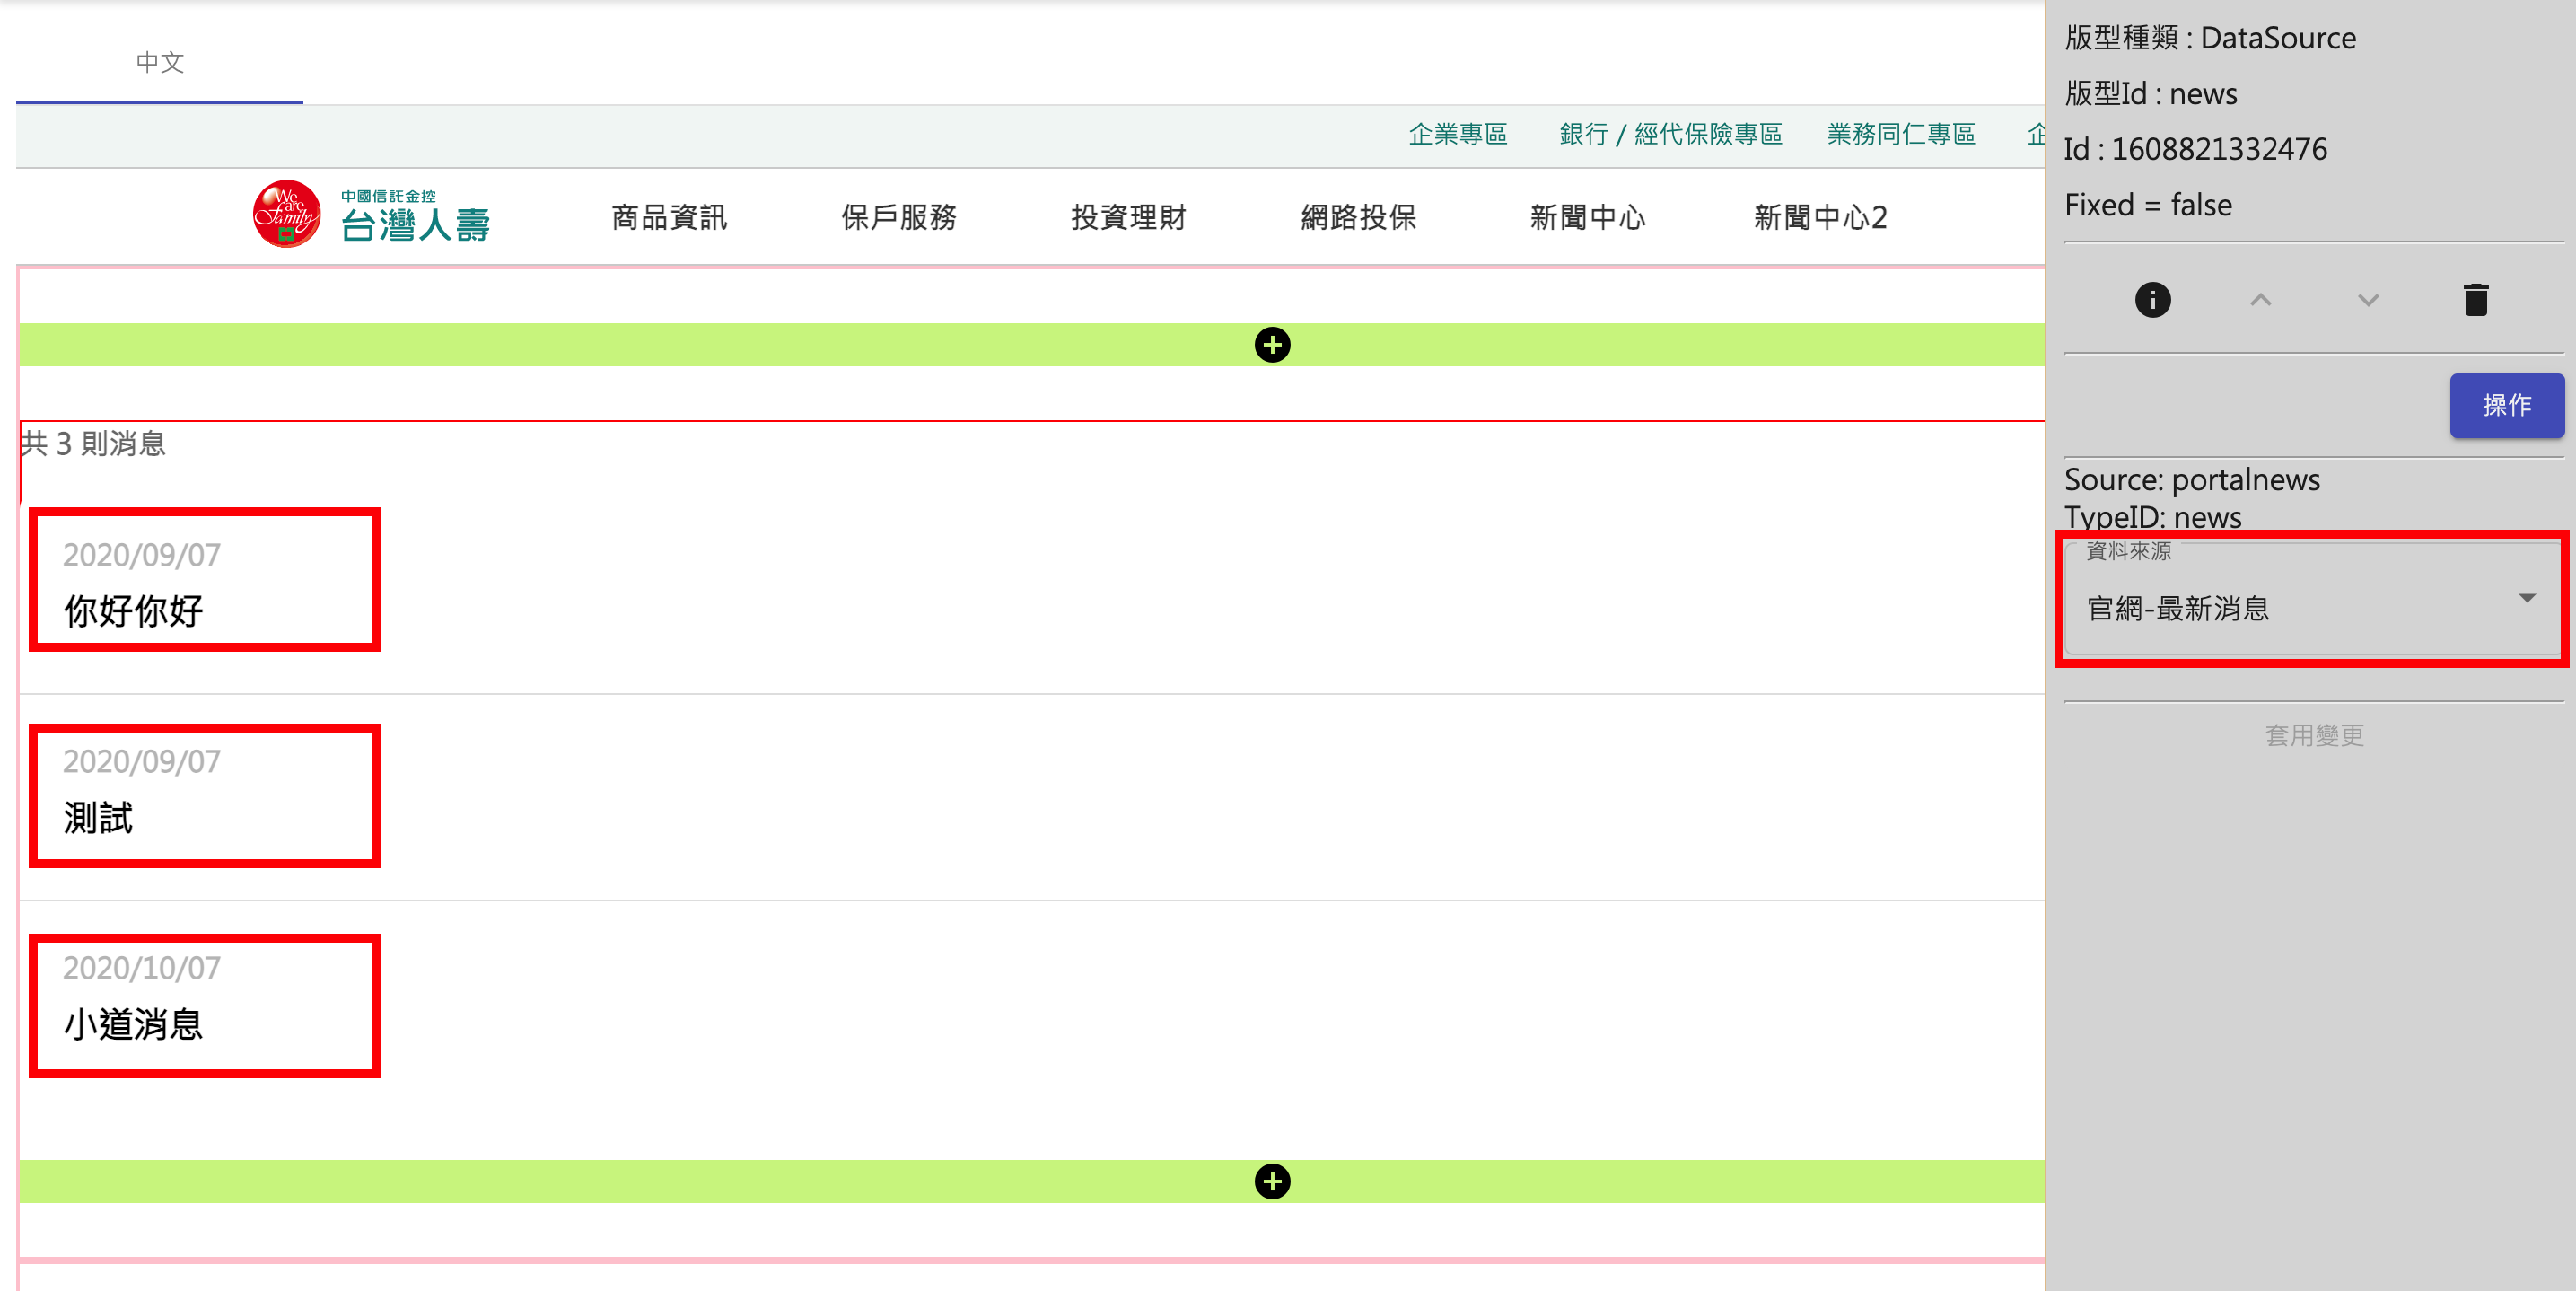 中文
企業專區 銀行 / 經代保險專區 業務同仁專區 企
We are Family
中國信託金控
台灣人壽
商品資訊 保戶服務 投資理財 網路投保 新聞中心 新聞中心2
共 3 則消息
2020/09/07
你好你好
2020/09/07
測試
2020/10/07
小道消息
版型種類 : DataSource
版型Id : news
Id : 1608821332476
Fixed = false
操作
Source: portalnews
TypeID: news
資料來源
官網-最新消息
套用變更